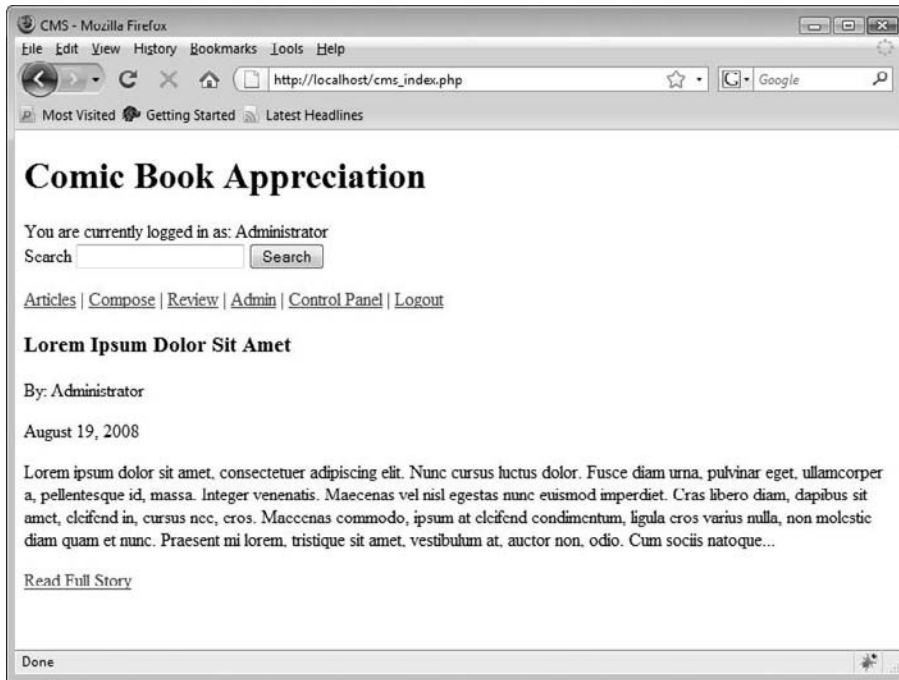 CMS - Mozilla Firefox
File Edit View History Bookmarks Tools Help
http://localhost/cms_index.php
G Google
Most Visited Getting Started Latest Headlines
Comic Book Appreciation
You are currently logged in as: Administrator
Search Search
Articles | Compose | Review | Admin | Control Panel | Logout
Lorem Ipsum Dolor Sit Amet
By: Administrator
August 19, 2008
Lorem ipsum dolor sit amet, consectetuer adipiscing elit. Nunc cursus luctus dolor. Fusce diam urna, pulvinar eget, ullamcorper
a, pellentesque id, massa. Integer venenatis. Maecenas vel nisl egestas nunc euismod imperdiet. Cras libero diam, dapibus sit
amet, eleifend in, cursus nec, eros. Maecenas commodo, ipsum at eleifend condimentum, ligula eros varius nulla, non molestie
diam quam et nunc. Praesent mi lorem, tristique sit amet, vestibulum at, auctor non, odio. Cum sociis natoque...
Read Full Story
Done